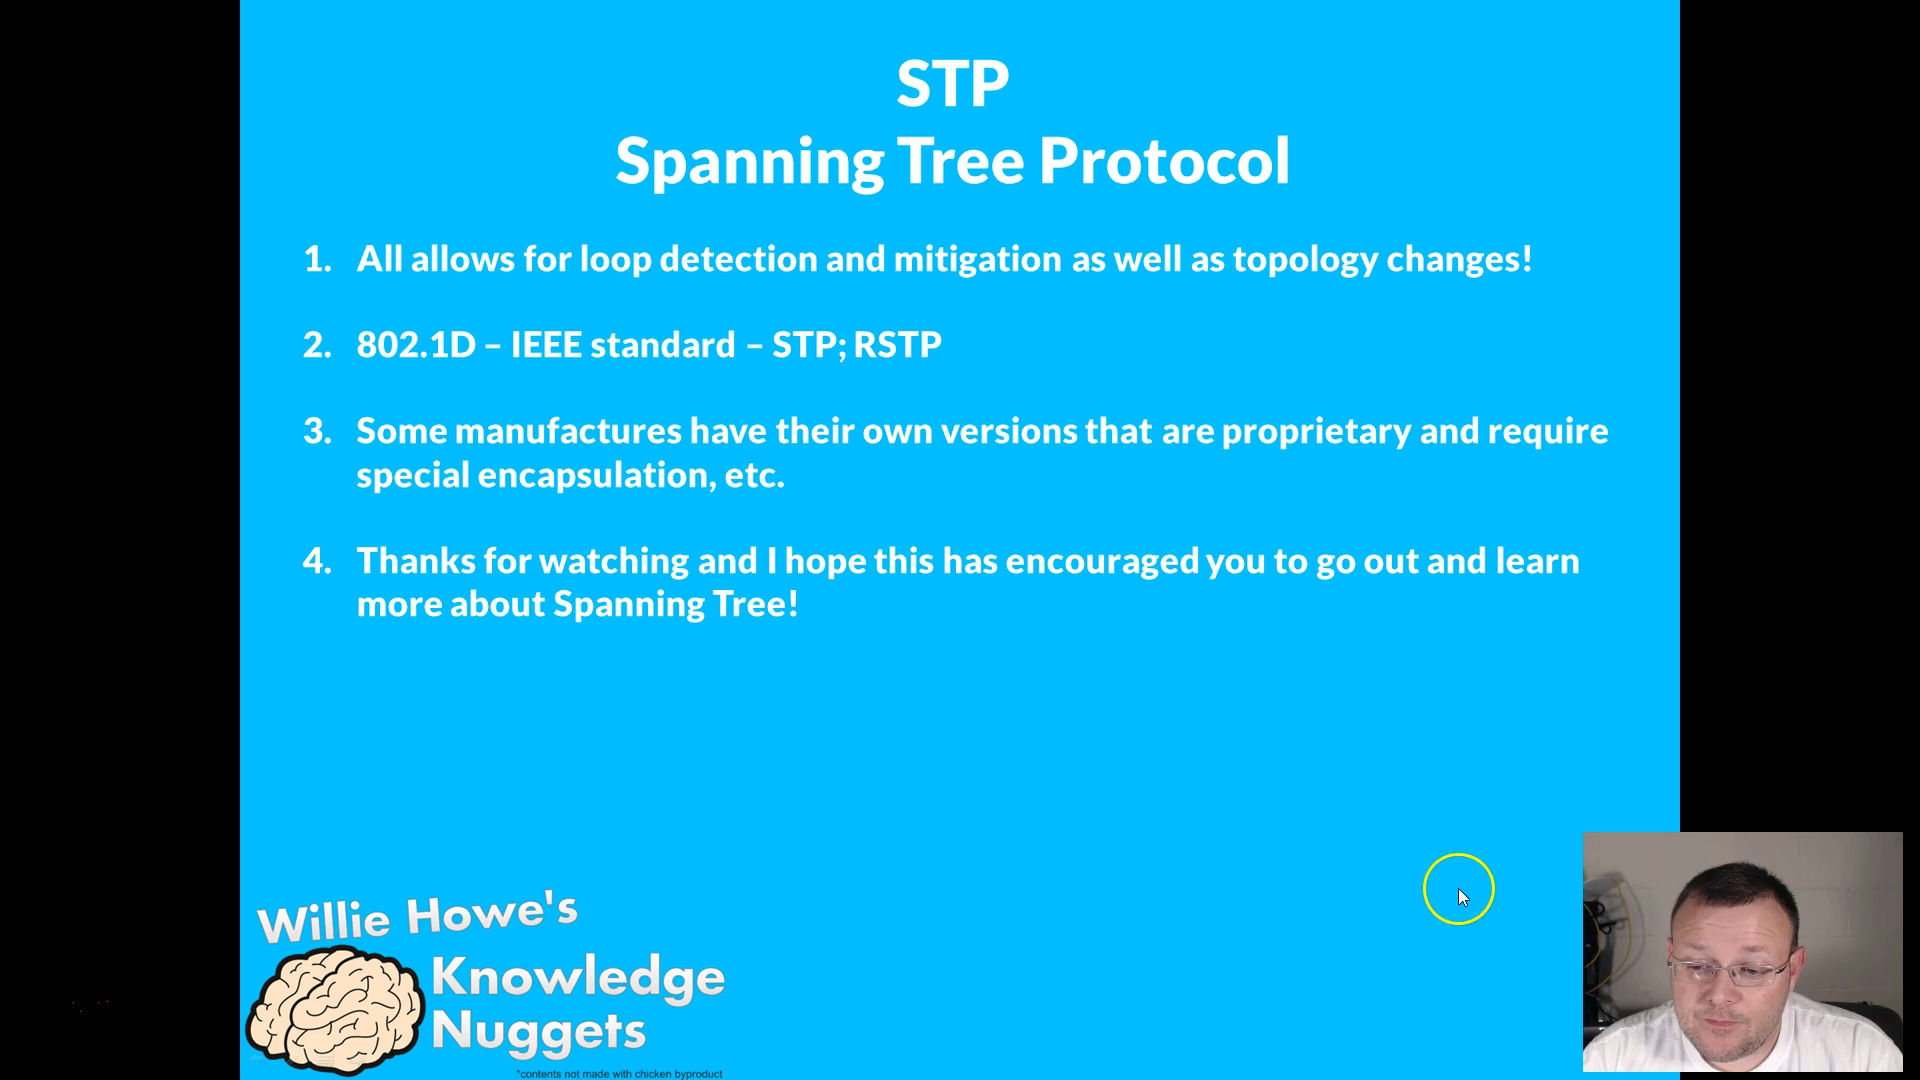 STP
Spanning Tree Protocol
1. All allows for loop detection and mitigation as well as topology changes!
2. 802.1D – IEEE standard – STP; RSTP
3. Some manufactures have their own versions that are proprietary and require
special encapsulation, etc.
4. Thanks for watching and I hope this has encouraged you to go out and learn
more about Spanning Tree!
Willie Howe's
Knowledge
Nuggets
*contents not made with chicken byproduct